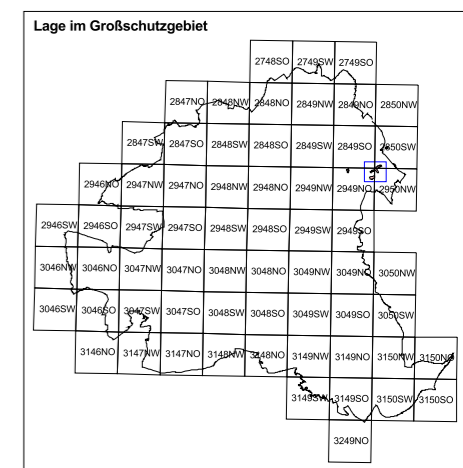 Lage im Großschutzgebiet
2748SO 2749SW 2749SO
2847NO 2848NW 2848NO 2849NW 2849NO 2850NW
2847SW 2847SO 2848SW 2848SO 2849SW 2849SO 2850SW
2946NO 2947NW 2947NO 2948NW 2948NO 2949NW 2949NO 2950NW
2946SW 2946SO 2947SW 2947SO 2948SW 2948SO 2949SW 2949SO
3046NW 3046NO 3047NW 3047NO 3048NW 3048NO 3049NW 3049NO 3050NW
3046SW 3046SO 3047SW 3047SO 3048SW 3048SO 3049SW 3049SO 3050SW
3146NO 3147NW 3147NO 3148NW 3148NO 3149NW 3149NO 3150NW 3150NO
3149SW 3149SO 3150SW 3150SO
3249NO